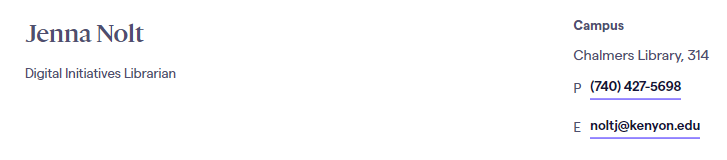 Jenna Nolt
Digital Initiatives Librarian
Campus
Chalmers Library, 314
P (740) 427-5698
E noltj@kenyon.edu